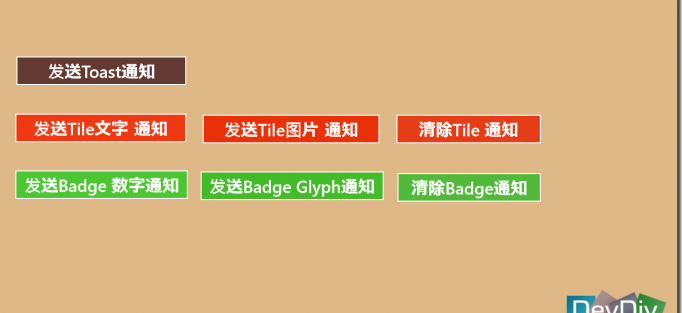 发送Toast通知
发送Tile文字 通知
发送Tile图片 通知
清除Tile 通知
发送Badge 数字通知
发送Badge Glyph通知
清除Badge通知
DevDiv